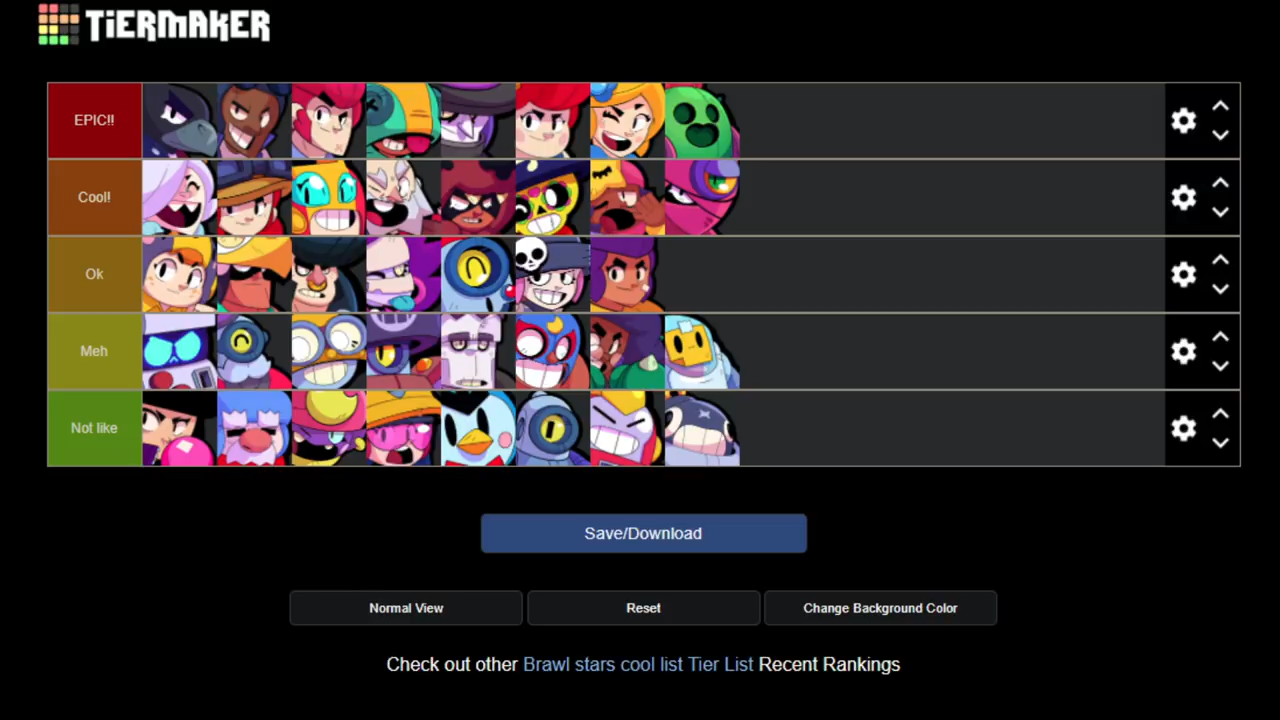 TiERMAKER
EPIC!!
Cool!
Ok
Meh
Not like
Save/Download
Normal View
Reset
Change Background Color
Check out other Brawl stars cool list Tier List Recent Rankings